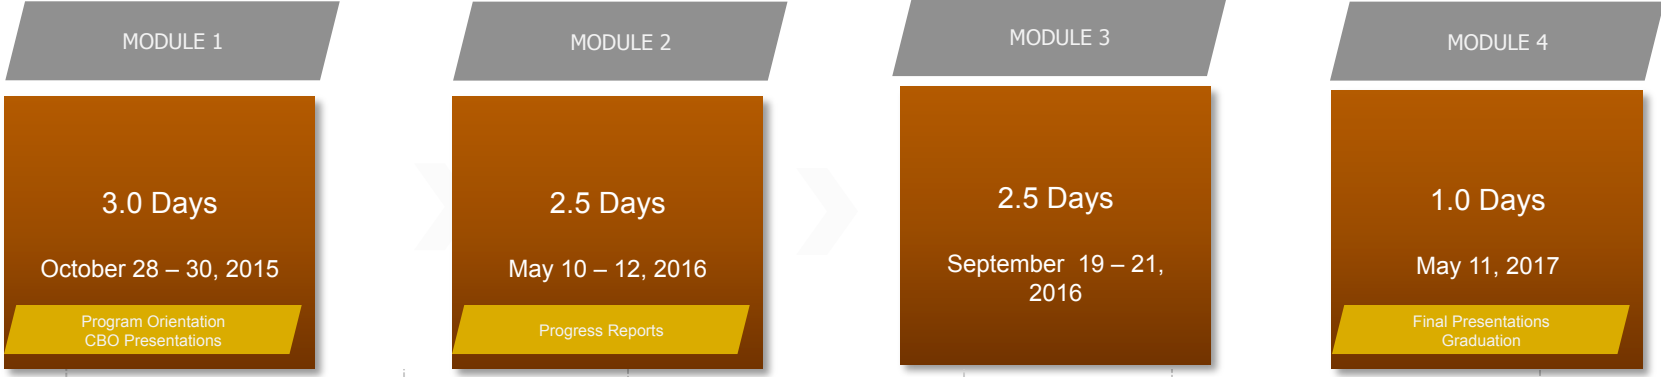 MODULE 1
3.0 Days
October 28 – 30, 2015
Program Orientation
CBO Presentations
MODULE 2
2.5 Days
May 10 – 12, 2016
Progress Reports
MODULE 3
2.5 Days
September  19 – 21,
2016
MODULE 4
1.0 Days
May 11, 2017
Final Presentations
Graduation